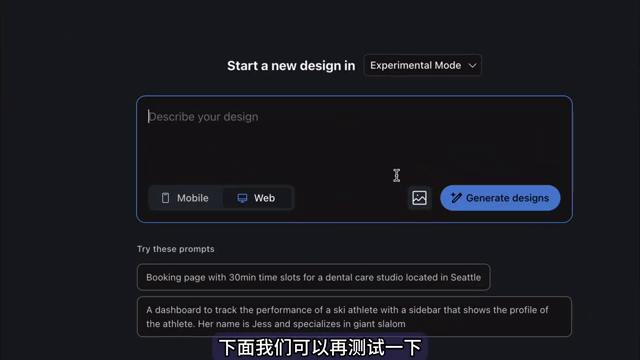 Start a new design in Experimental Mode
Describe your design
Mobile Web Generate designs
Try these prompts
Booking page with 30min time slots for a dental care studio located in Seattle
A dashboard to track the performance of a ski athlete with a sidebar that shows the profile of
the athlete. Her name is Jess and specializes in giant slalom
下面我们可以再测试一下